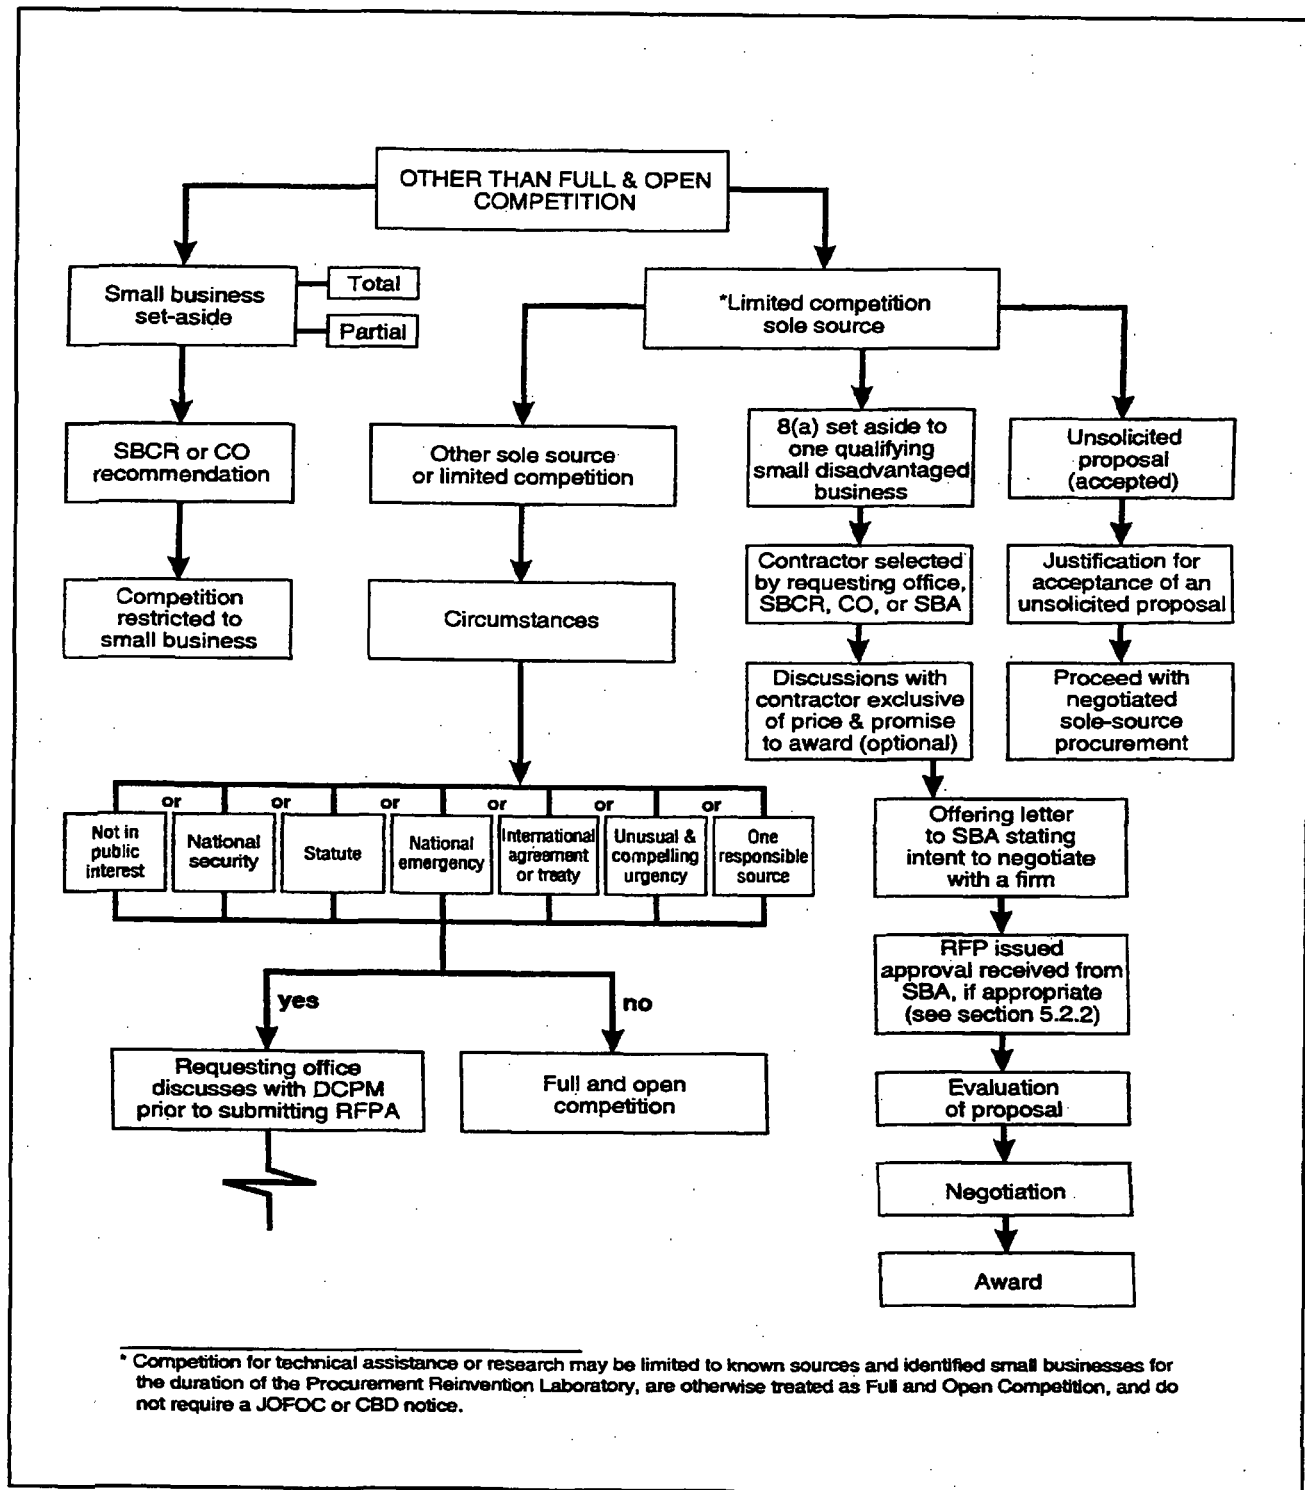 OTHER THAN FULL & OPEN
COMPETITION
Small business
set-aside
Total
Partial
*Limited competition
sole source
SBCR or CO
recommendation
Other sole source
or limited competition
8(a) set aside to
one qualifying
small disadvantaged
business
Unsolicited
proposal
(accepted)
Competition
restricted to
small business
Circumstances
Contractor selected
by requesting office,
SBCR, CO, or SBA
Justification for
acceptance of an
unsolicited proposal
Discussions with
contractor exclusive
of price & promise
to award (optional)
Proceed with
negotiated
sole-source
procurement
or
or
or
or
or
or
Not in
public
interest
National
security
Statute
National
emergency
International
agreement
or treaty
Unusual &
compelling
urgency
One
responsible
source
Offering letter
to SBA stating
intent to negotiate
with a firm
RFP issued
approval received from
SBA, if appropriate
(see section 5.2.2)
yes
no
Requesting office
discusses with DCPM
prior to submitting RFPA
Full and open
competition
Evaluation
of proposal
Negotiation
Award
* Competition for technical assistance or research may be limited to known sources and identified small businesses for
the duration of the Procurement Reinvention Laboratory, are otherwise treated as Full and Open Competition, and do
not require a JOFOC or CBD notice.